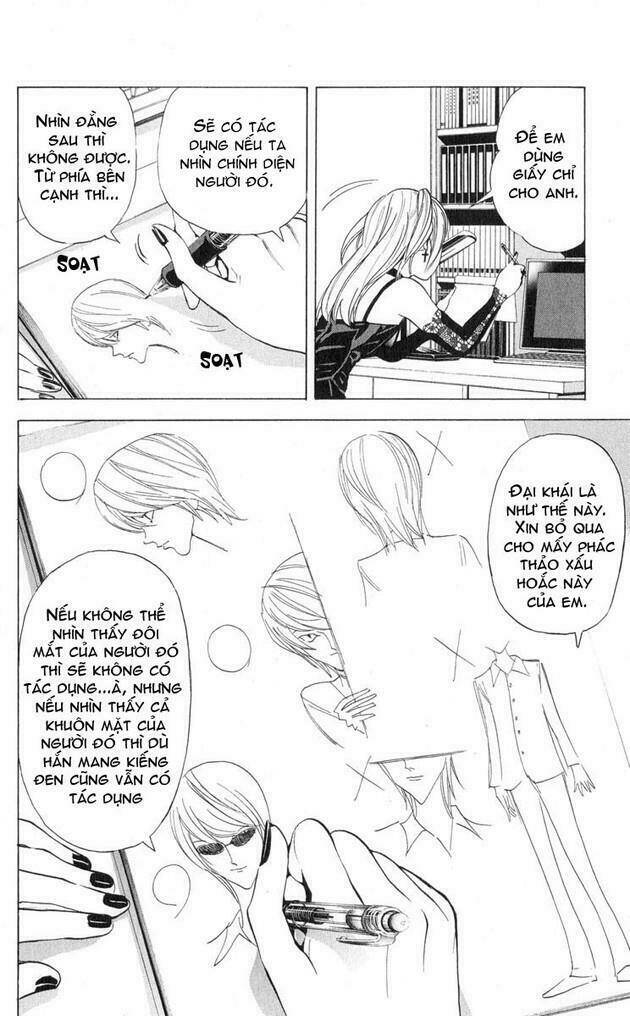 ĐỂ EM
DÙNG
GIẤY CHỈ
CHO ANH.
SẼ CÓ TÁC
DỤNG NẾU TA
NHÌN CHÍNH DIỆN
NGƯỜI ĐÓ.
NHÌN ĐẰNG
SAU THÌ
KHÔNG ĐƯỢC.
TỪ PHÍA BÊN
CẠNH THÌ...
SOẠT
SOẠT
ĐẠI KHÁI LÀ
NHƯ THẾ NÀY.
XIN BỎ QUA
CHO MẤY PHÁC
THẢO XẤU
HOẮC NÀY
CỦA EM.
NẾU KHÔNG THỂ
NHÌN THẤY ĐÔI
MẮT CỦA NGƯỜI ĐÓ
THÌ SẼ KHÔNG CÓ
TÁC DỤNG...À, NHƯNG
NẾU NHÌN THẤY CẢ
KHUÔN MẶT CỦA
NGƯỜI ĐÓ THÌ DÙ
HẮN MANG KIẾNG
ĐEN CŨNG VẪN CÓ
TÁC DỤNG